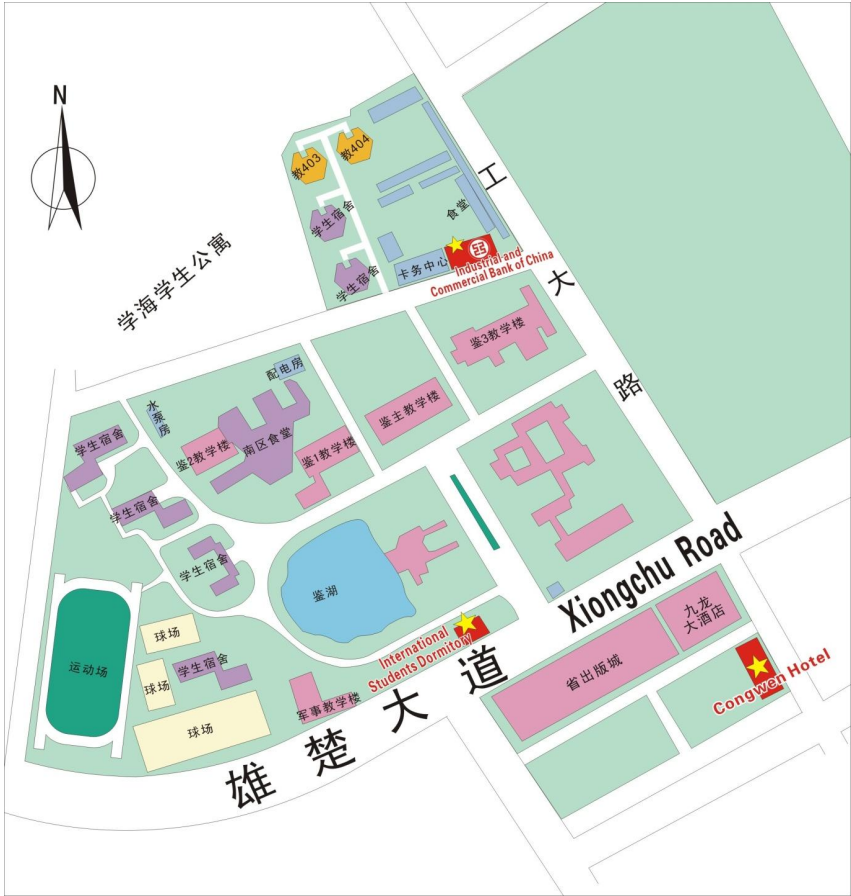 N
教403
教404
学生宿舍
学生宿舍
食堂
卡务中心
Industrial and
Commercial Bank of China
学海学生公寓
工大路
鉴3教学楼
配电房
水泵房
鉴主教学楼
学生宿舍
鉴2教学楼
南区食堂
鉴1教学楼
学生宿舍
学生宿舍
鉴湖
Xiongchu Road
International
Students Dormitory
球场
运动场
学生宿舍
球场
球场
军事教学楼
雄楚大道
九龙
大酒店
省出版城
Congwen Hotel